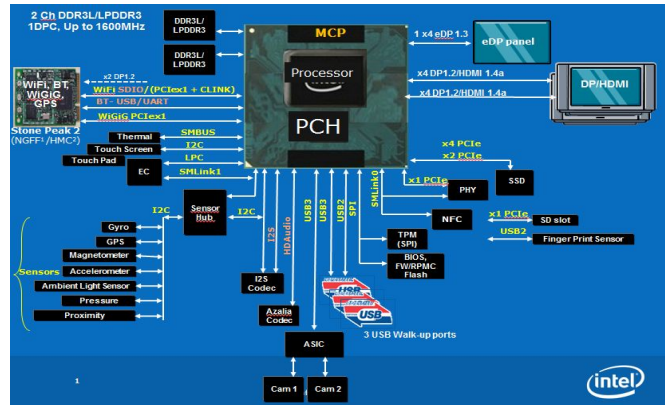 2 Ch DDR3L/LPDDR3
1DPC, Up to 1600MHz
DDR3L/
LPDDR3
DDR3L/
LPDDR3
MCP
Processor
PCH
1 x4 eDP 1.3
eDP panel
x4 DP1.2/HDMI 1.4a
x4 DP1.2/HDMI 1.4a
DP/HDMI
x2 DP1.2
WiFi, BT,
WiGiG,
GPS
WiFi SDIO/(PCIex1 + CLINK)
BT- USB/UART
WiGiG PCIex1
Stone Peak 2
(NGFF¹/HMC²)
Thermal
SMBUS
Touch Screen
I2C
Touch Pad
LPC
EC
SMLink1
x4 PCIe
x2 PCIe
SSD
x1 PCIe
PHY
SMLink0
NFC
x1 PCIe
SD slot
USB2
Finger Print Sensor
I2C
Sensor
Hub
I2C
I2S
HDAudio
USB3
USB3
USB2
SPI
Sensors
Gyro
GPS
Magnetometer
Accelerometer
Ambient Light Sensor
Pressure
Proximity
TPM
(SPI)
BIOS,
FW/RPMC
Flash
I2S
Codec
Azalia
Codec
USB
USB
3 USB Walk-up ports
ASIC
Cam 1
Cam 2
1
intel